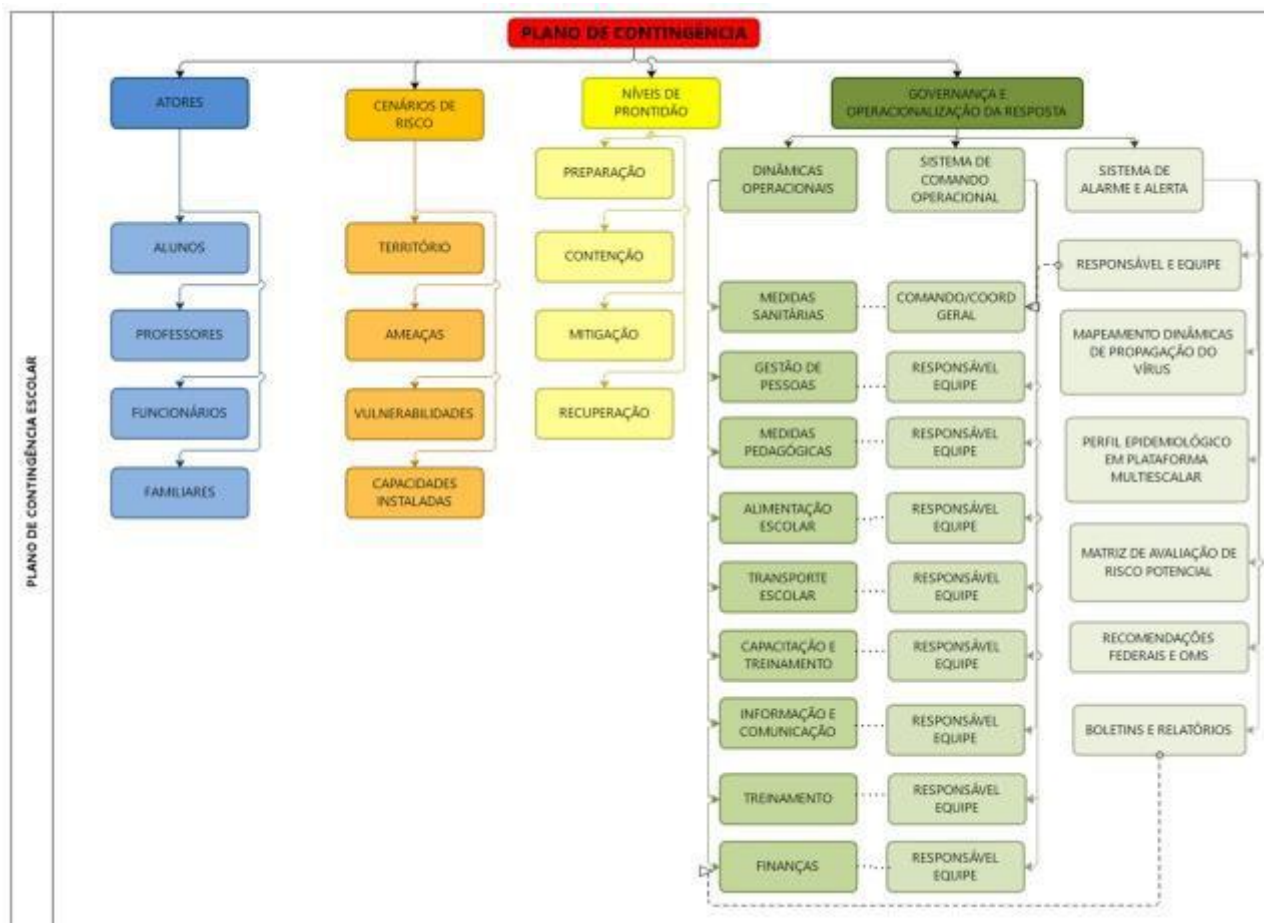 PLANO DE CONTINGÊNCIA ESCOLAR
PLANO DE CONTINGÊNCIA
ATORES
ALUNOS
PROFESSORES
FUNCIONÁRIOS
FAMILIARES
CENÁRIOS DE
RISCO
TERRITÓRIO
AMEAÇAS
VULNERABILIDADES
CAPACIDADES
INSTALADAS
NÍVEIS DE
PRONTIDÃO
PREPARAÇÃO
CONTENÇÃO
MITIGAÇÃO
RECUPERAÇÃO
GOVERNANÇA E
OPERACIONALIZAÇÃO DA RESPOSTA
DINÂMICAS
OPERACIONAIS
MEDIDAS
SANITÁRIAS
GESTÃO DE
PESSOAS
MEDIDAS
PEDAGÓGICAS
ALIMENTAÇÃO
ESCOLAR
TRANSPORTE
ESCOLAR
CAPACITAÇÃO E
TREINAMENTO
INFORMAÇÃO E
COMUNICAÇÃO
TREINAMENTO
FINANÇAS
SISTEMA DE
COMANDO
OPERACIONAL
COMANDO/COORD
GERAL
RESPONSÁVEL
EQUIPE
RESPONSÁVEL
EQUIPE
RESPONSÁVEL
EQUIPE
RESPONSÁVEL
EQUIPE
RESPONSÁVEL
EQUIPE
RESPONSÁVEL
EQUIPE
RESPONSÁVEL
EQUIPE
RESPONSÁVEL
EQUIPE
SISTEMA DE
ALARME E ALERTA
RESPONSÁVEL E EQUIPE
MAPEAMENTO DINÂMICAS
DE PROPAGAÇÃO DO
VÍRUS
PERFIL EPIDEMIOLÓGICO
EM PLATAFORMA
MULTIESCALAR
MATRIZ DE AVALIAÇÃO DE
RISCO POTENCIAL
RECOMENDAÇÕES
FEDERAIS E OMS
BOLETINS E RELATÓRIOS